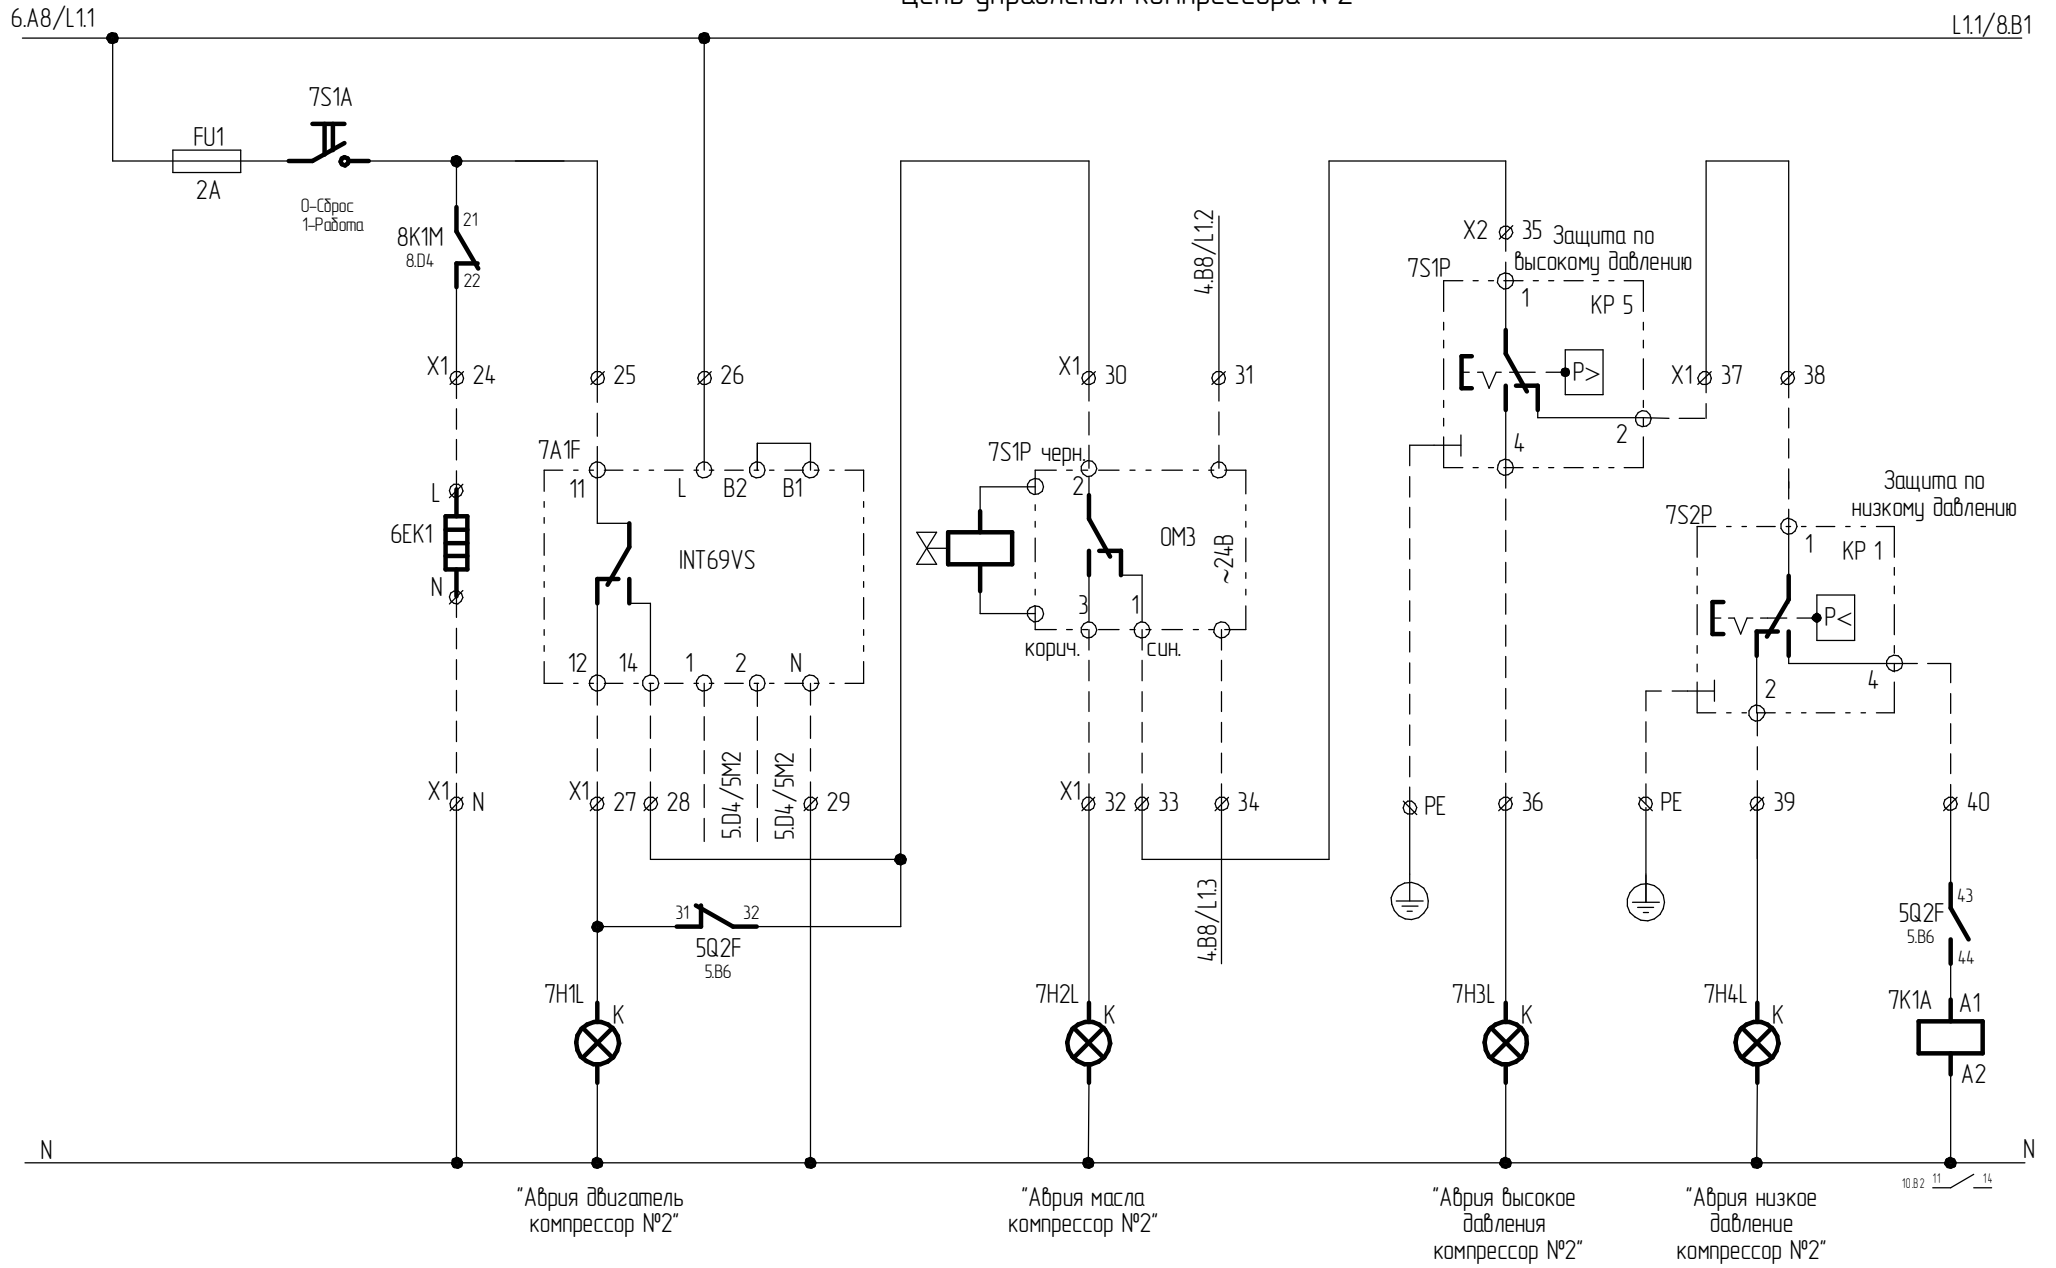 Цепь управления компрессора №2
6.A8/L1.1
L1.1/8.B1
7S1A
FU1
2A
0-Сброс
1-Работа
21
8K1M
8.D4
22
4.B8/L1.2
X2
35
Защита по
высокому давлению
7S1P
1
KP 5
P>
4
2
X1
24
25
26
X1
30
31
X1
37
38
7A1F
11
L
B2
B1
INT69VS
12
14
1
2
N
L
6EK1
N
7S1P черн.
2
ОМ3
~24В
3
1
корич.
син.
Защита по
низкому давлению
7S2P
1
KP 1
P<
4
2
X1
N
X1
27
28
5.D4/5M2
5.D4/5M2
29
X1
32
33
34
PE
36
PE
39
40
4.B8/L1.3
31
32
5Q2F
5.B6
43
5Q2F
5.B6
44
7H1L
K
7H2L
K
7H3L
K
7H4L
K
7K1A
A1
A2
N
N
"Аврия двигатель
компрессор №2"
"Аврия масла
компрессор №2"
"Аврия высокое
давления
компрессор №2"
"Аврия низкое
давление
компрессор №2"
10.B2
11
14